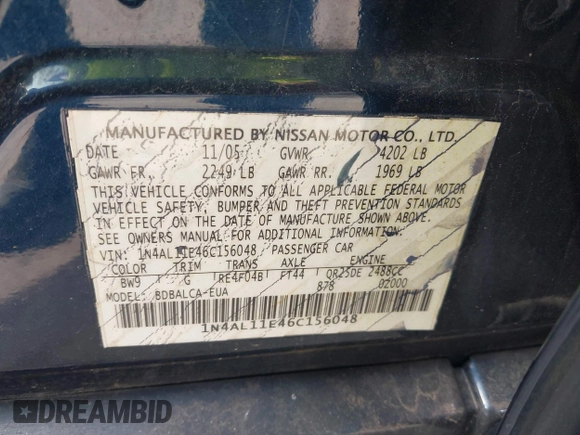 MANUFACTURED BY NISSAN MOTOR CO., LTD.
DATE 11/05 GVWR 4202 LB
GAWR FR. 2249 LB GAWR RR. 1969 LB
THIS VEHICLE CONFORMS TO ALL APPLICABLE FEDERAL MOTOR
VEHICLE SAFETY, BUMPER AND THEFT PREVENTION STANDARDS
IN EFFECT ON THE DATE OF MANUFACTURE SHOWN ABOVE.
SEE OWNERS MANUAL FOR ADDITIONAL INFORMATION.
VIN: 1N4AL11E46C156048 PASSENGER CAR
COLOR TRIM TRANS AXLE ENGINE
BW9 G RE4F04B FT44 QR25DE 2488CC
MODEL: BDBALCA-EUA 878 02000
1N4AL11E46C156048
DREAMBID